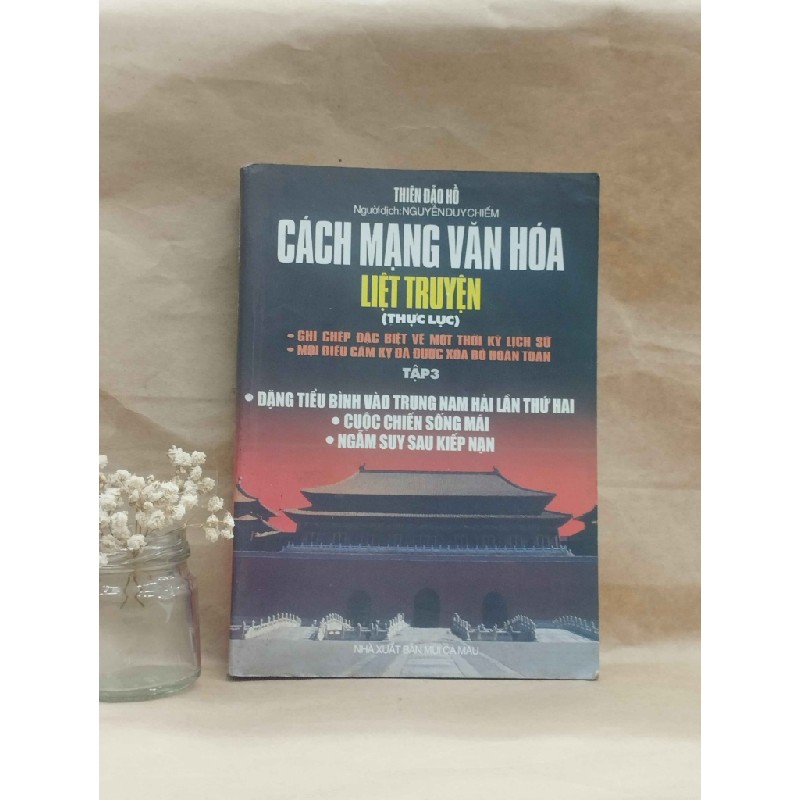 THIÊN ĐẢO HỒ
Người dịch: NGUYỄN DUY CHIẾM
CÁCH MẠNG VĂN HÓA
LIỆT TRUYỆN
(THỰC LỤC)
- GHI CHÉP ĐẶC BIỆT VỀ MỘT THỜI KỲ LỊCH SỬ
- MỌI ĐIỀU CẤM KỴ ĐÃ ĐƯỢC XÓA BỎ HOÀN TOÀN
TẬP 3
• ĐẶNG TIỂU BÌNH VÀO TRUNG NAM HẢI LẦN THỨ HAI
• CUỘC CHIẾN SỐNG MÁI
• NGẪM SUY SAU KIẾP NẠN
NHÀ XUẤT BẢN MŨI CÀ MAU